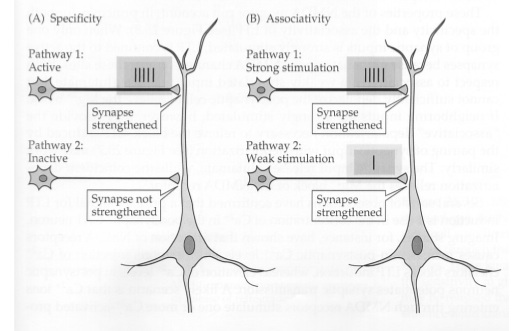 (A) Specificity
Pathway 1:
Active
Synapse
strengthened
Pathway 2:
Inactive
Synapse not
strengthened
(B) Associativity
Pathway 1:
Strong stimulation
Synapse
strengthened
Pathway 2:
Weak stimulation
Synapse
strengthened